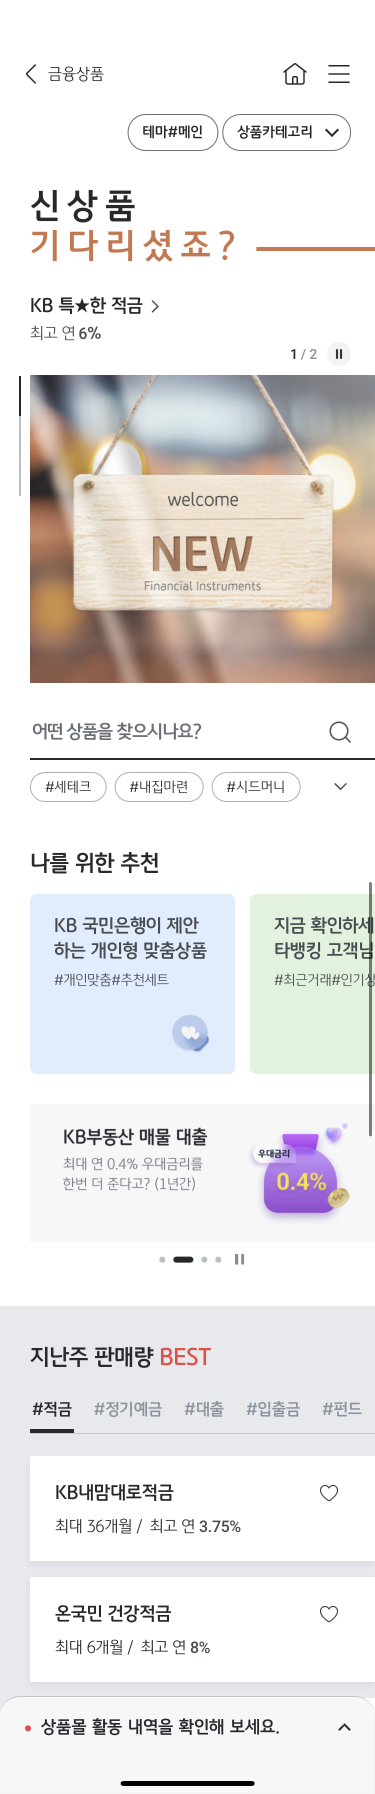 금융상품
테마#메인
상품카테고리
신상품
기다리셨죠?
KB 특★한 적금
최고 연 6%
1 / 2
welcome
NEW
Financial Instruments
어떤 상품을 찾으시나요?
#세테크
#내집마련
#시드머니
나를 위한 추천
KB 국민은행이 제안
하는 개인형 맞춤상품
#개인맞춤#추천세트
지금 확인하세
타뱅킹 고객님
#최근거래#인기상
KB부동산 매물 대출
최대 연 0.4% 우대금리를
한번 더 준다고? (1년간)
우대금리
0.4%
지난주 판매량 BEST
#적금
#정기예금
#대출
#입출금
#펀드
KB내맘대로적금
최대 36개월 / 최고 연 3.75%
온국민 건강적금
최대 6개월 / 최고 연 8%
상품몰 활동 내역을 확인해 보세요.